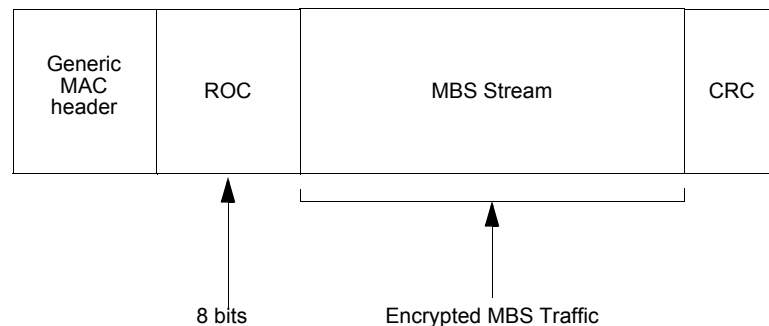 Generic
MAC
header
ROC
MBS Stream
CRC
8 bits
Encrypted MBS Traffic